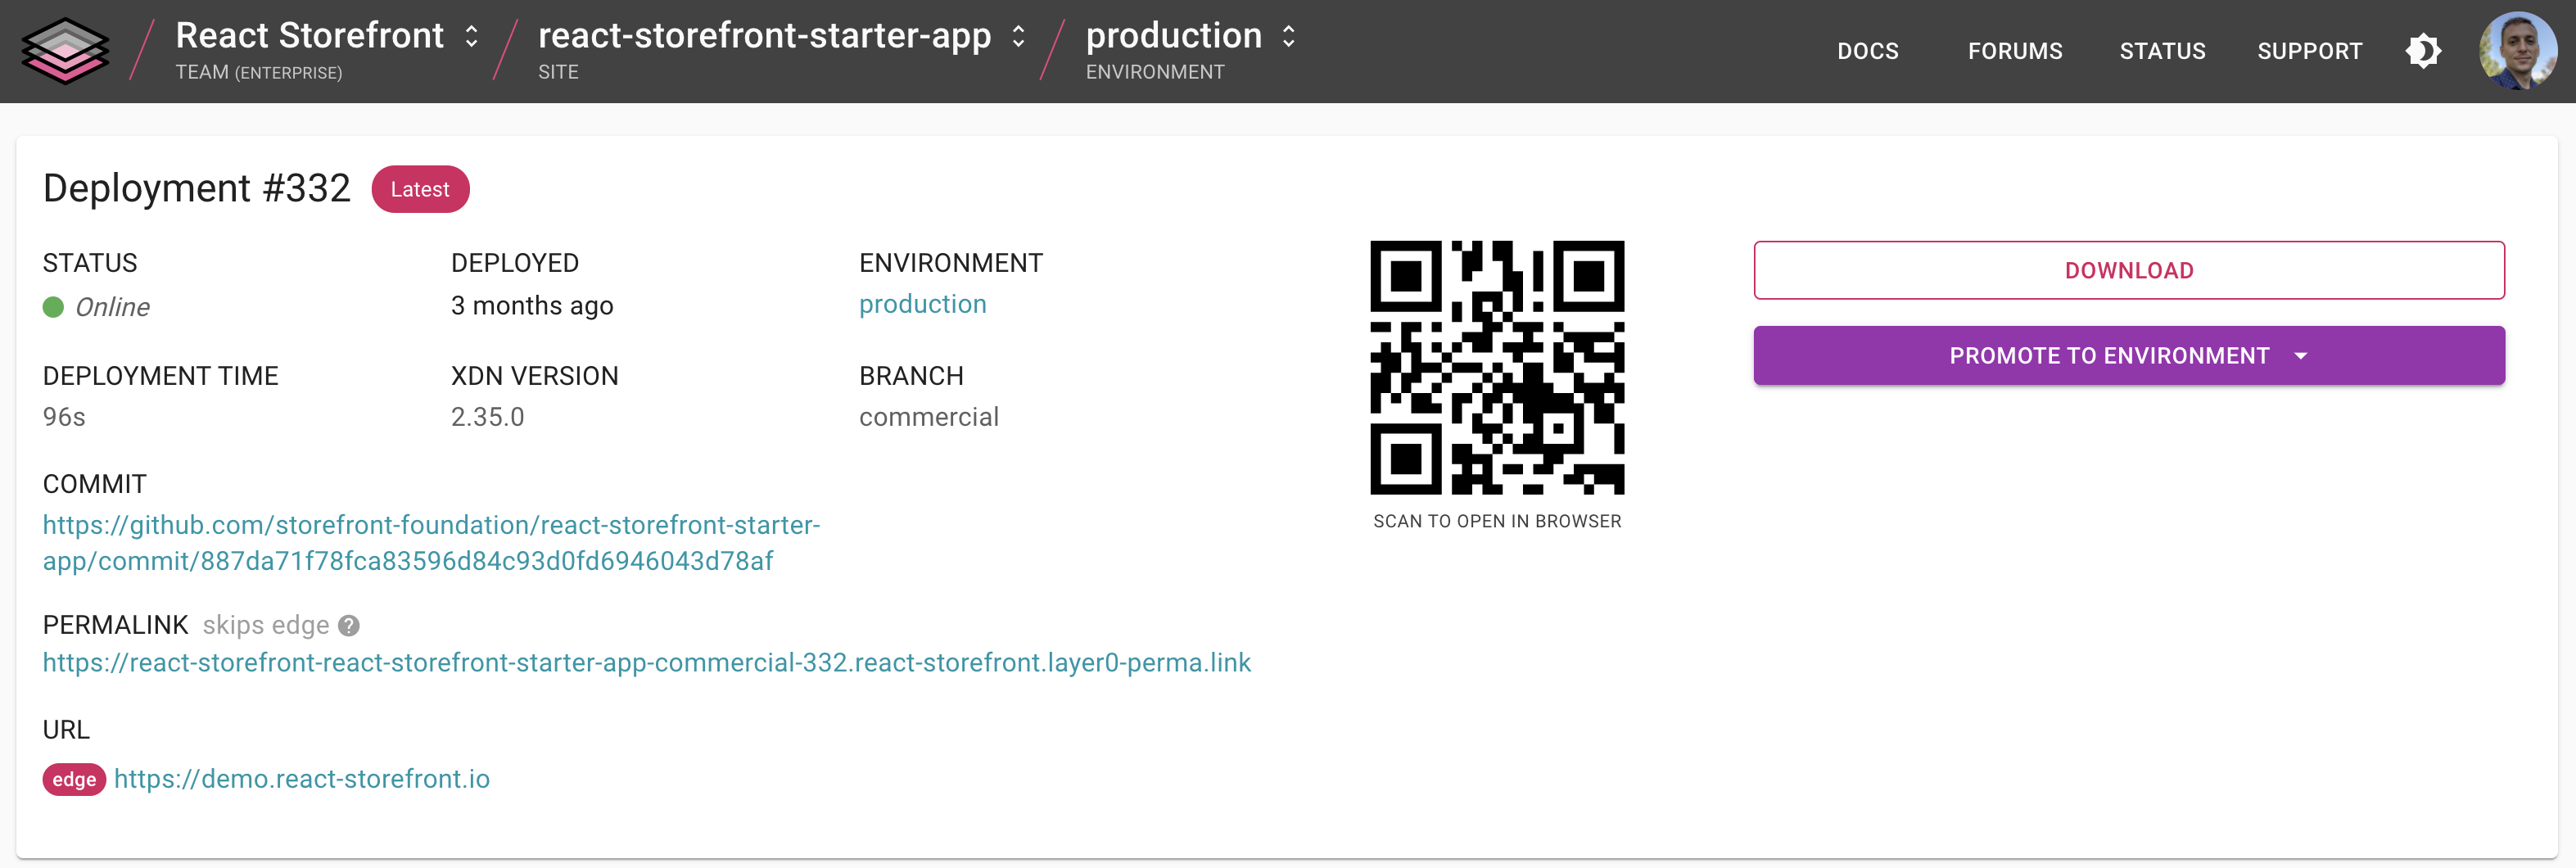 React Storefront
TEAM (ENTERPRISE)
react-storefront-starter-app
SITE
production
ENVIRONMENT
DOCS
FORUMS
STATUS
SUPPORT
Deployment #332
Latest
STATUS
Online
DEPLOYED
3 months ago
ENVIRONMENT
production
DEPLOYMENT TIME
96s
XDN VERSION
2.35.0
BRANCH
commercial
COMMIT
https://github.com/storefront-foundation/react-storefront-starter-
app/commit/887da71f78fca83596d84c93d0fd6946043d78af
PERMALINK skips edge ?
https://react-storefront-react-storefront-starter-app-commercial-332.react-storefront.layer0-perma.link
URL
edge https://demo.react-storefront.io
SCAN TO OPEN IN BROWSER
DOWNLOAD
PROMOTE TO ENVIRONMENT